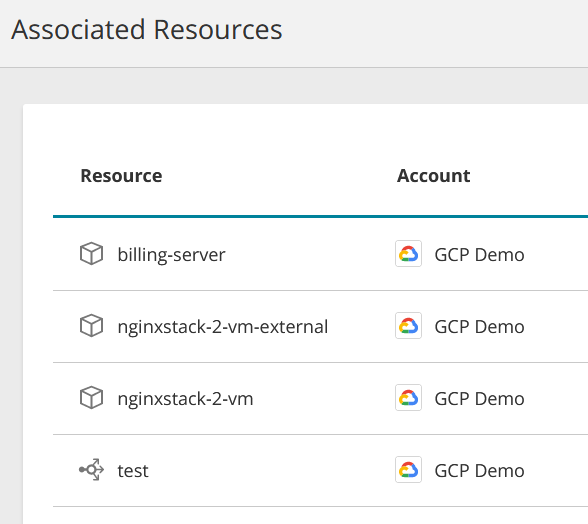 Associated Resources
Resource Account
billing-server GCP Demo
nginxstack-2-vm-external GCP Demo
nginxstack-2-vm GCP Demo
test GCP Demo